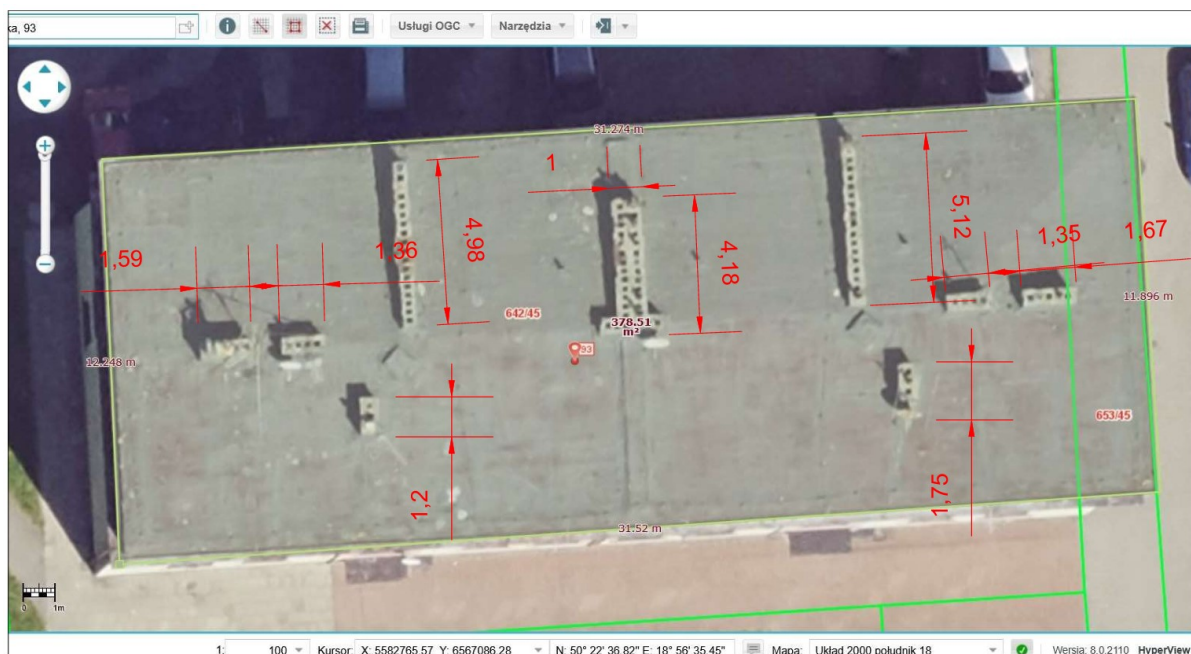 ka, 93
Usługi OGC
Narzędzia
31.274 m
1
4,98
4,18
5,12
1,59
1,36
1,35
1,67
11.896 m
642/45
378.51
m²
93
12.248 m
653/45
1,2
1,75
31.52 m
0 1m
1: 100 Kursor: X: 5582765.57 Y: 6567086.28 N: 50° 22' 36.82" E: 18° 56' 35.45" Mapa: Układ 2000 południk 18 Wersja: 8.0.2110 HyperView